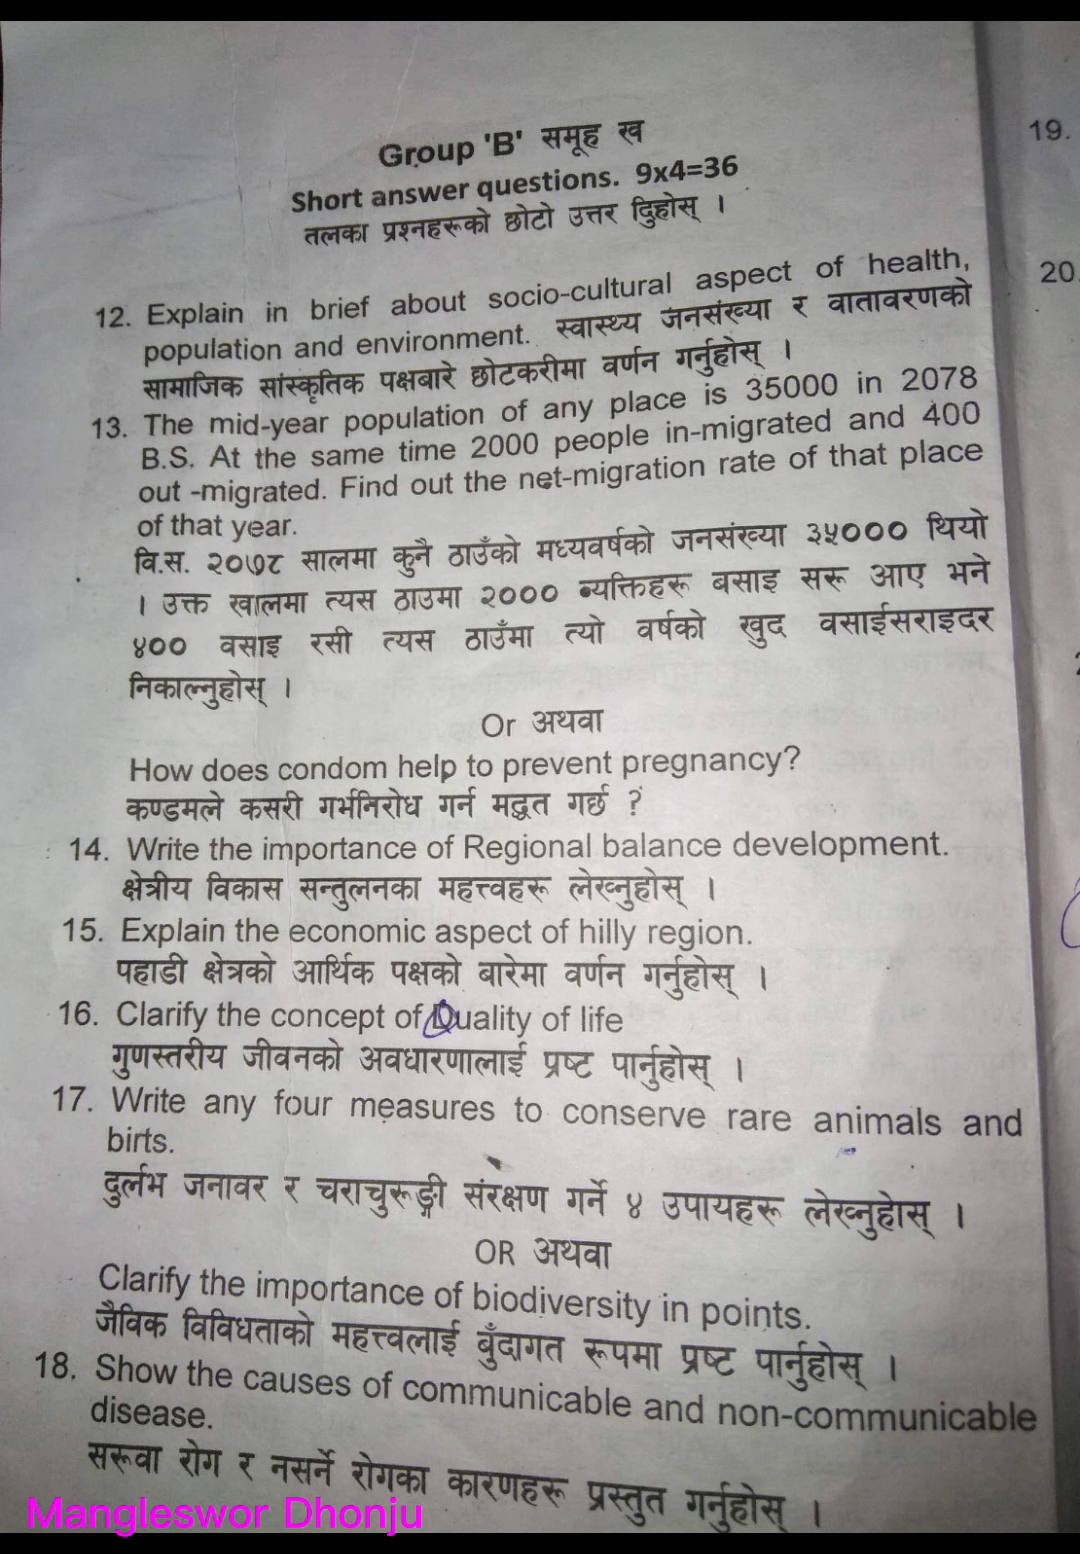 Group 'B' समूह ख
Short answer questions. 9x4=36
तलका प्रश्नहरूको छोटो उत्तर दिुहोस् ।
12. Explain in brief about socio-cultural aspect of health,
population and environment. स्वास्थ्य जनसंख्या र वातावरणको
सामाजिक सांस्कृतिक पक्षबारे छोटकरीमा वर्णन गर्नुहोस् ।
13. The mid-year population of any place is 35000 in 2078
B.S. At the same time 2000 people in-migrated and 400
out -migrated. Find out the net-migration rate of that place
of that year.
वि.स. २०७८ सालमा कुनै ठाउँको मध्यवर्षको जनसंख्या ३५००० थियो
। उक्त खालमा त्यस ठाउमा २००० ब्यक्तिहरू बसाइ सरू आए भने
४०० वसाइ रसी त्यस ठाउँमा त्यो वर्षको खुद वसाईसराइदर
निकाल्नुहोस् ।
Or अथवा
How does condom help to prevent pregnancy?
कण्डमले कसरी गर्भनिरोध गर्न मद्धत गर्छ ?
14. Write the importance of Regional balance development.
क्षेत्रीय विकास सन्तुलनका महत्त्वहरू लेख्नुहोस् ।
15. Explain the economic aspect of hilly region.
पहाडी क्षेत्रको आर्थिक पक्षको बारेमा वर्णन गर्नुहोस् ।
16. Clarify the concept of Quality of life
गुणस्तरीय जीवनको अवधारणालाई प्रष्ट पार्नुहोस् ।
17. Write any four measures to conserve rare animals and
birts.
दुर्लभ जनावर र चराचुरूङ्गी संरक्षण गर्ने ४ उपायहरू लेख्नुहोस् ।
OR अथवा
Clarify the importance of biodiversity in points.
जैविक विविधताको महत्त्वलाई बुँदागत रूपमा प्रष्ट पार्नुहोस् ।
18. Show the causes of communicable and non-communicable
disease.
सरूवा रोग र नसर्ने रोगका कारणहरू प्रस्तुत गर्नुहोस् ।
Mangleswor Dhonju
19.
20.